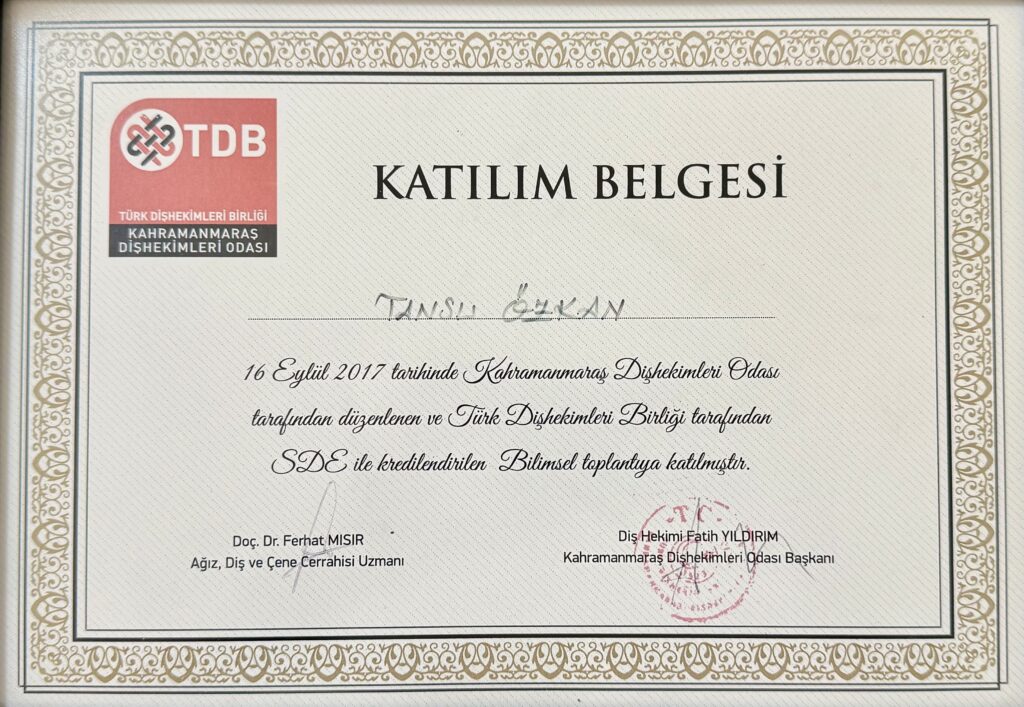 TDB
TÜRK DİŞHEKİMLERİ BİRLİĞİ
KAHRAMANMARAŞ
DİŞHEKİMLERİ ODASI
KATILIM BELGESİ
TANSU ÖZKAN
16 Eylül 2017 tarihinde Kahramanmaraş Dişhekimleri Odası
tarafından düzenlenen ve Türk Dişhekimleri Birliği tarafından
SDE ile kredilendirilen Bilimsel toplantıya katılmıştır.
Doç. Dr. Ferhat MISIR
Ağız, Diş ve Çene Cerrahisi Uzmanı
Diş Hekimi Fatih YILDIRIM
Kahramanmaraş Dişhekimleri Odası Başkanı
T.C.